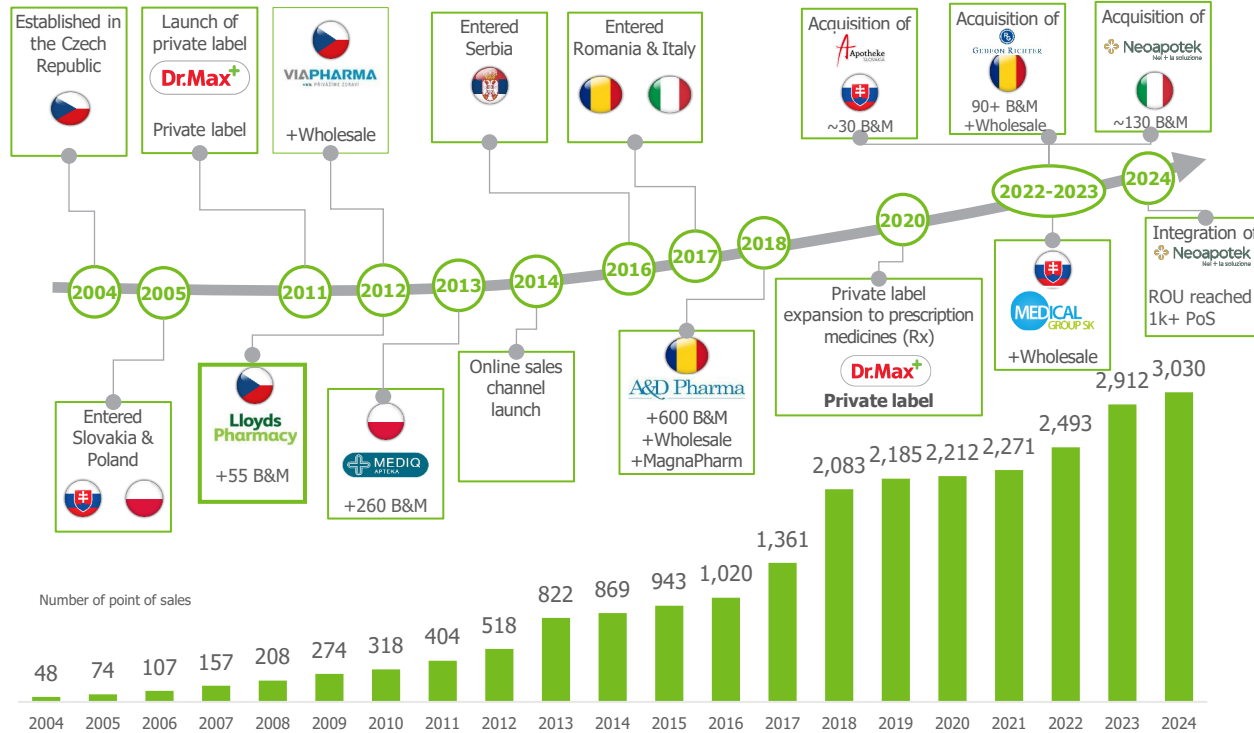 Established in
the Czech
Republic
Launch of
private label
Dr.Max+
Private label
VIAPHARMA
+Wholesale
Entered
Serbia
Entered
Romania & Italy
Acquisition of
Apotheke
SLOVAKIA
~30 B&M
Acquisition of
GEDEON RICHTER
90+ B&M
+Wholesale
Acquisition of
Neoapotek
Nel + la soluzione
~130 B&M
2004
2005
2011
2012
2013
2014
2016
2017
2018
2020
2022-2023
2024
Entered
Slovakia &
Poland
Lloyds
Pharmacy
+55 B&M
MEDIQ
APTEKA
+260 B&M
Online sales
channel
launch
A&D Pharma
+600 B&M
+Wholesale
+MagnaPharm
Private label
expansion to prescription
medicines (Rx)
Dr.Max+
Private label
MEDICAL
GROUP SK
+Wholesale
Integration of
Neoapotek
Nel + la soluzione
ROU reached
1k+ PoS
Number of point of sales
48
74
107
157
208
274
318
404
518
822
869
943
1,020
1,361
2,083
2,185
2,212
2,271
2,493
2,912
3,030
2004
2005
2006
2007
2008
2009
2010
2011
2012
2013
2014
2015
2016
2017
2018
2019
2020
2021
2022
2023
2024